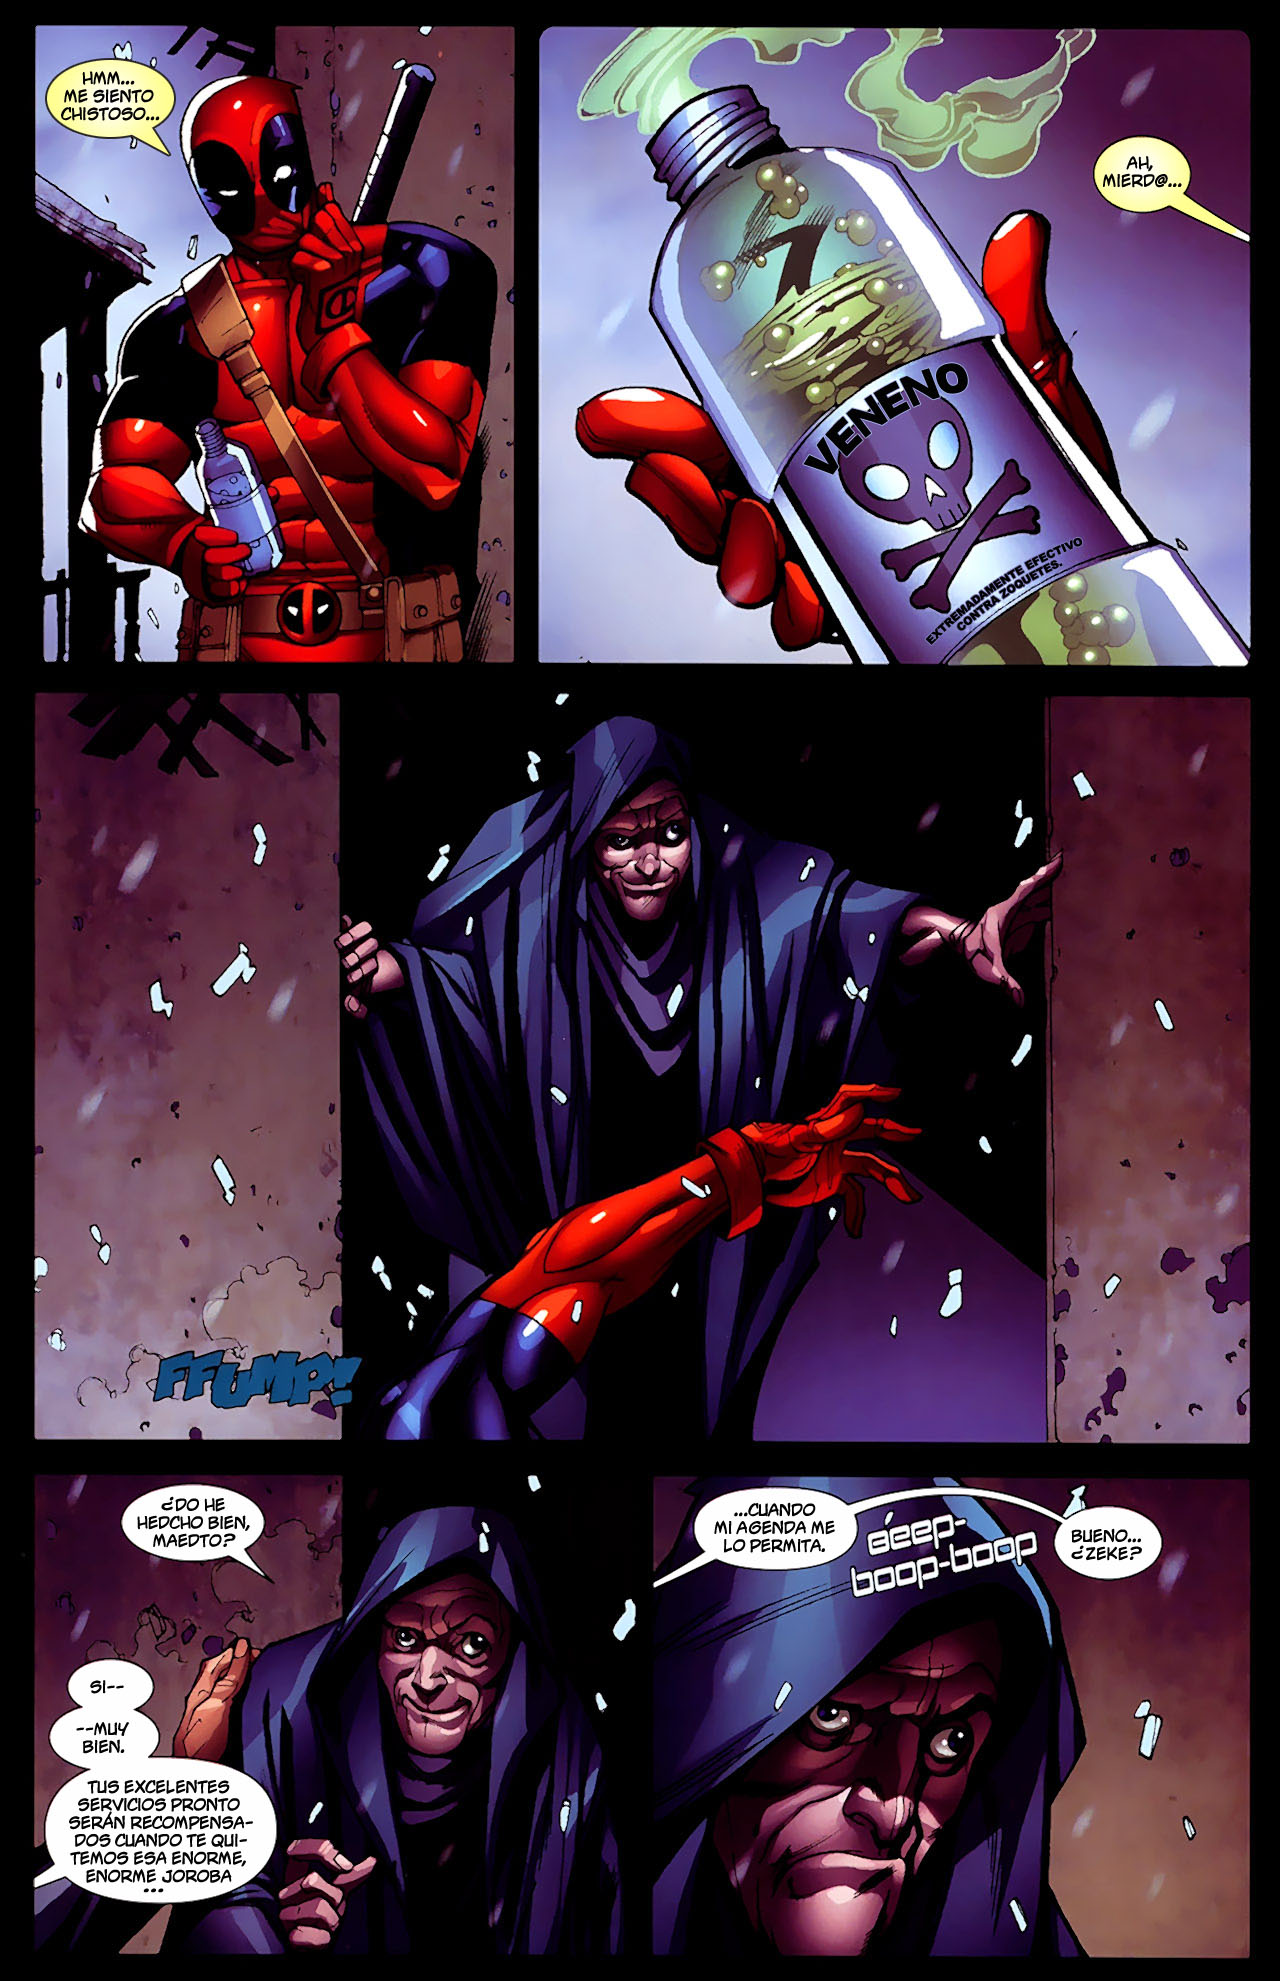 HMM...
ME SIENTO
CHISTOSO...
AH,
MIERD@...
VENENO
EXTREMADAMENTE EFECTIVO
CONTRA ZOQUETES.
FFUMP!
¿DO HE
HEDCHO BIEN,
MAEDTO?
SI--
--MUY
BIEN.
TUS EXCELENTES
SERVICIOS PRONTO
SERÁN RECOMPENSA-
DOS CUANDO TE QUI-
TEMOS ESA ENORME,
ENORME JOROBA
...
...CUANDO
MI AGENDA ME
LO PERMITA.
BEEP-
BOOP-BOOP
BUENO...
¿ZEKE?